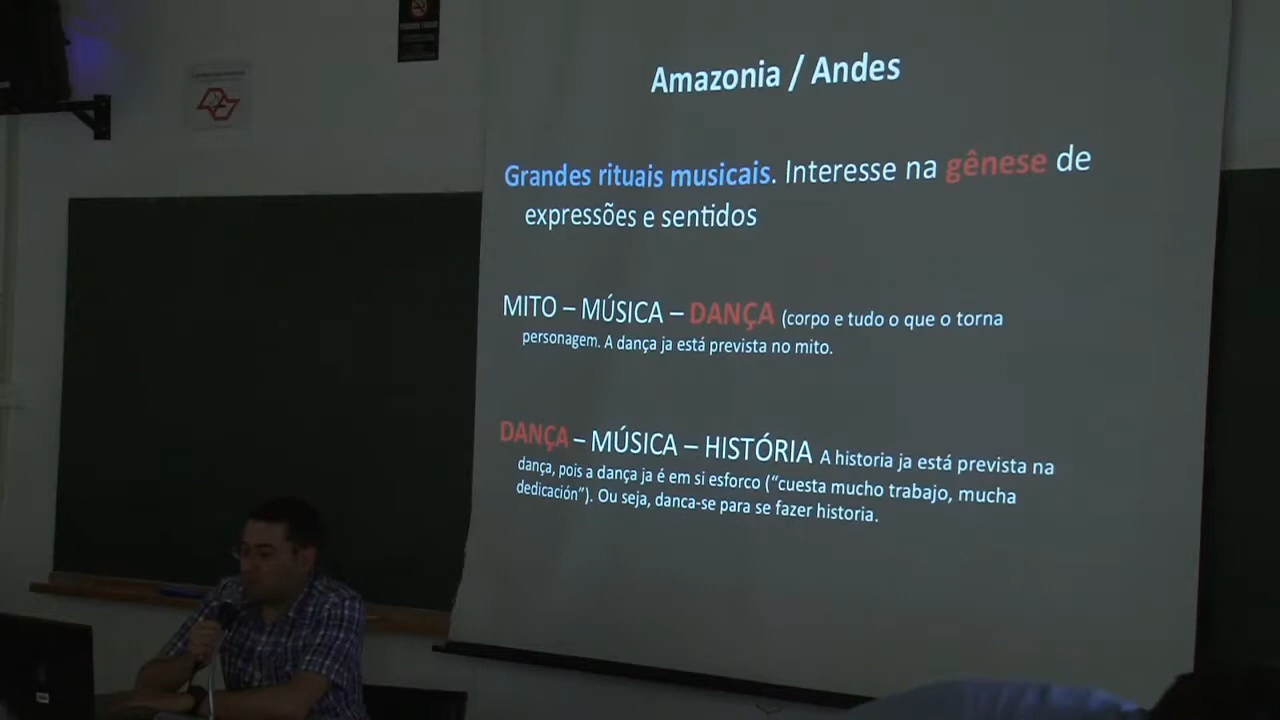 Amazonia / Andes
Grandes rituais musicais. Interesse na gênese de
expressões e sentidos
MITO – MÚSICA – DANÇA (corpo e tudo o que o torna
personagem. A dança ja está prevista no mito.
DANÇA – MÚSICA – HISTÓRIA A historia ja está prevista na
dança, pois a dança ja é em si esforco (“cuesta mucho trabajo, mucha
dedicación”). Ou seja, danca-se para se fazer historia.